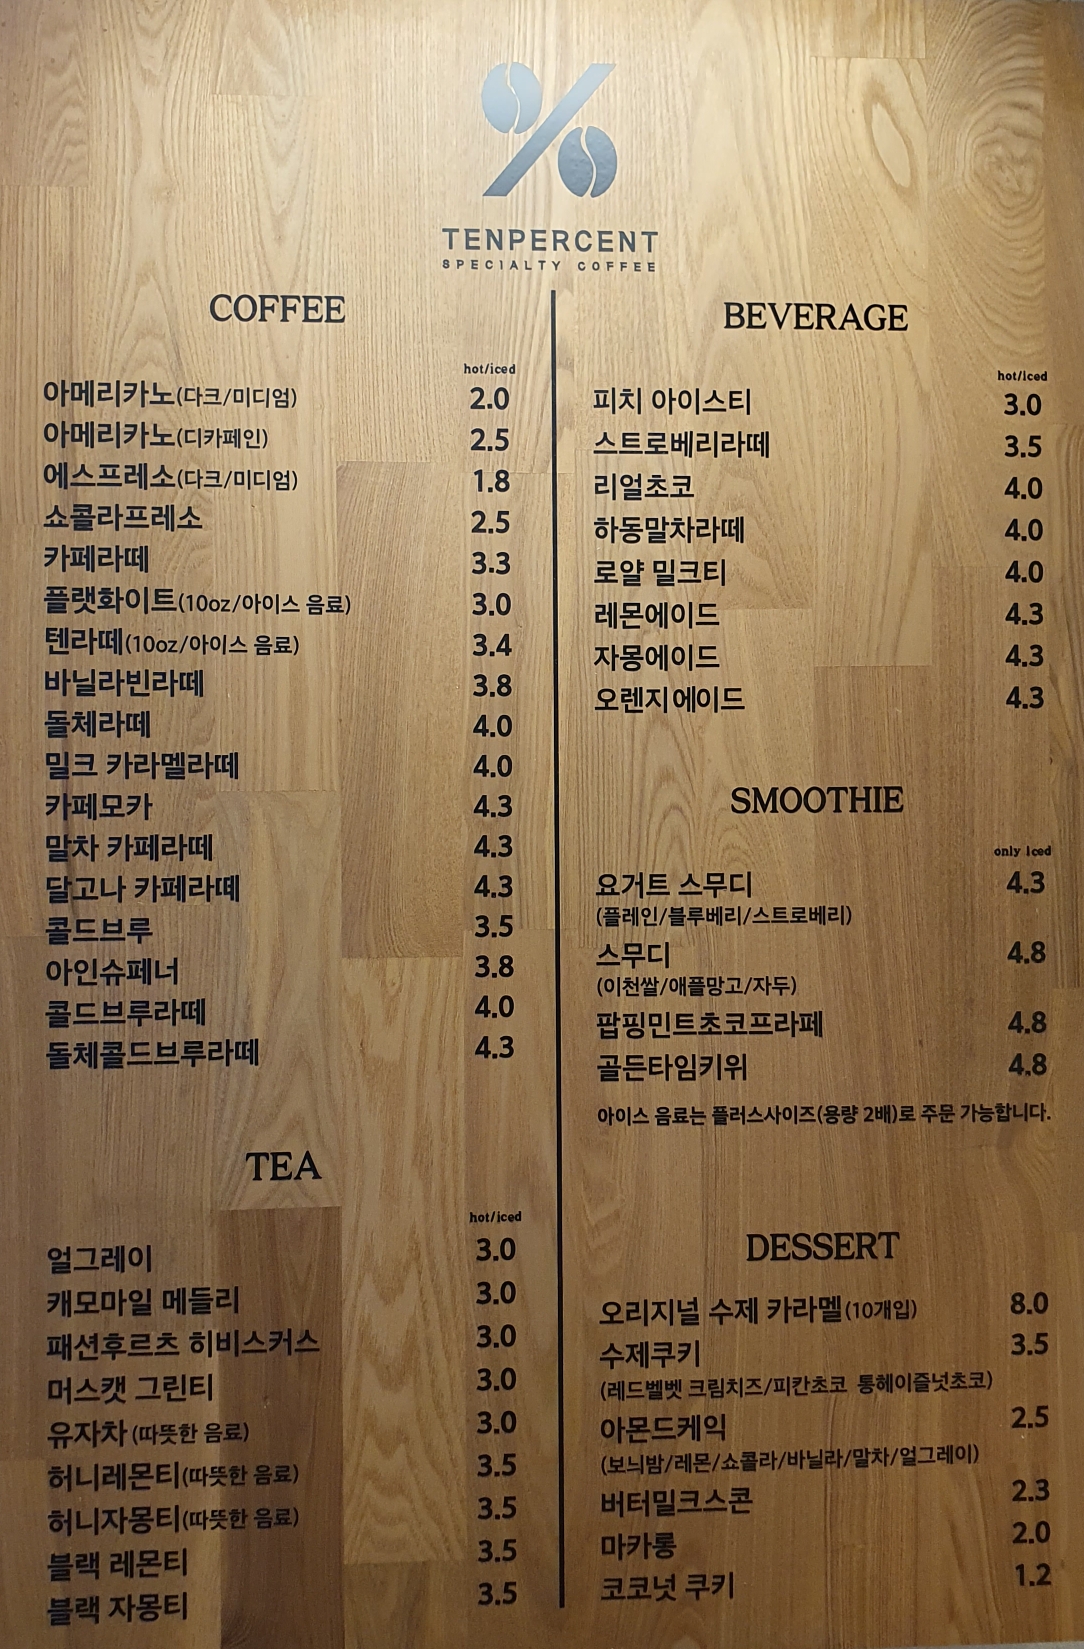 TENPERCENT
SPECIALTY COFFEE
COFFEE
hot/iced
아메리카노(다크/미디엄) 2.0
아메리카노(디카페인) 2.5
에스프레소(다크/미디엄) 1.8
쇼콜라프레소 2.5
카페라떼 3.3
플랫화이트(10oz/아이스 음료) 3.0
텐라떼(10oz/아이스 음료) 3.4
바닐라빈라떼 3.8
돌체라떼 4.0
밀크 카라멜라떼 4.0
카페모카 4.3
말차 카페라떼 4.3
달고나 카페라떼 4.3
콜드브루 3.5
아인슈페너 3.8
콜드브루라떼 4.0
돌체콜드브루라떼 4.3
TEA
hot/iced
얼그레이 3.0
캐모마일 메들리 3.0
패션후르츠 히비스커스 3.0
머스캣 그린티 3.0
유자차 (따뜻한 음료) 3.0
허니레몬티(따뜻한 음료) 3.5
허니자몽티(따뜻한 음료) 3.5
블랙 레몬티 3.5
블랙 자몽티 3.5
BEVERAGE
hot/iced
피치 아이스티 3.0
스트로베리라떼 3.5
리얼초코 4.0
하동말차라떼 4.0
로얄 밀크티 4.0
레몬에이드 4.3
자몽에이드 4.3
오렌지에이드 4.3
SMOOTHIE
only iced
요거트 스무디 4.3
(플레인/블루베리/스트로베리)
스무디 4.8
(이천쌀/애플망고/자두)
팝핑민트초코프라페 4.8
골든타임키위 4.8
아이스 음료는 플러스사이즈(용량 2배)로 주문 가능합니다.
DESSERT
오리지널 수제 카라멜(10개입) 8.0
수제쿠키 3.5
(레드벨벳 크림치즈/피칸초코 통헤이즐넛초코)
아몬드케익 2.5
(보늬밤/레몬/쇼콜라/바닐라/말차/얼그레이)
버터밀크스콘 2.3
마카롱 2.0
코코넛 쿠키 1.2